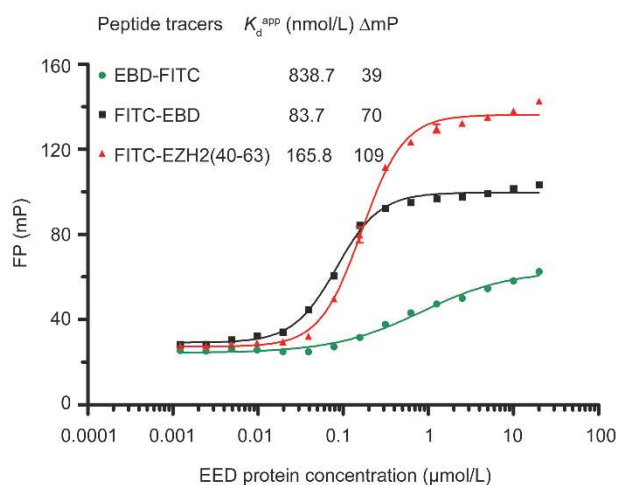 Peptide tracers K_d^app (nmol/L) ΔmP
160
EBD-FITC 838.7 39
FITC-EBD 83.7 70
120
FITC-EZH2(40-63) 165.8 109
80
40
0
FP (mP)
0.0001 0.001 0.01 0.1 1 10 100
EED protein concentration (μmol/L)